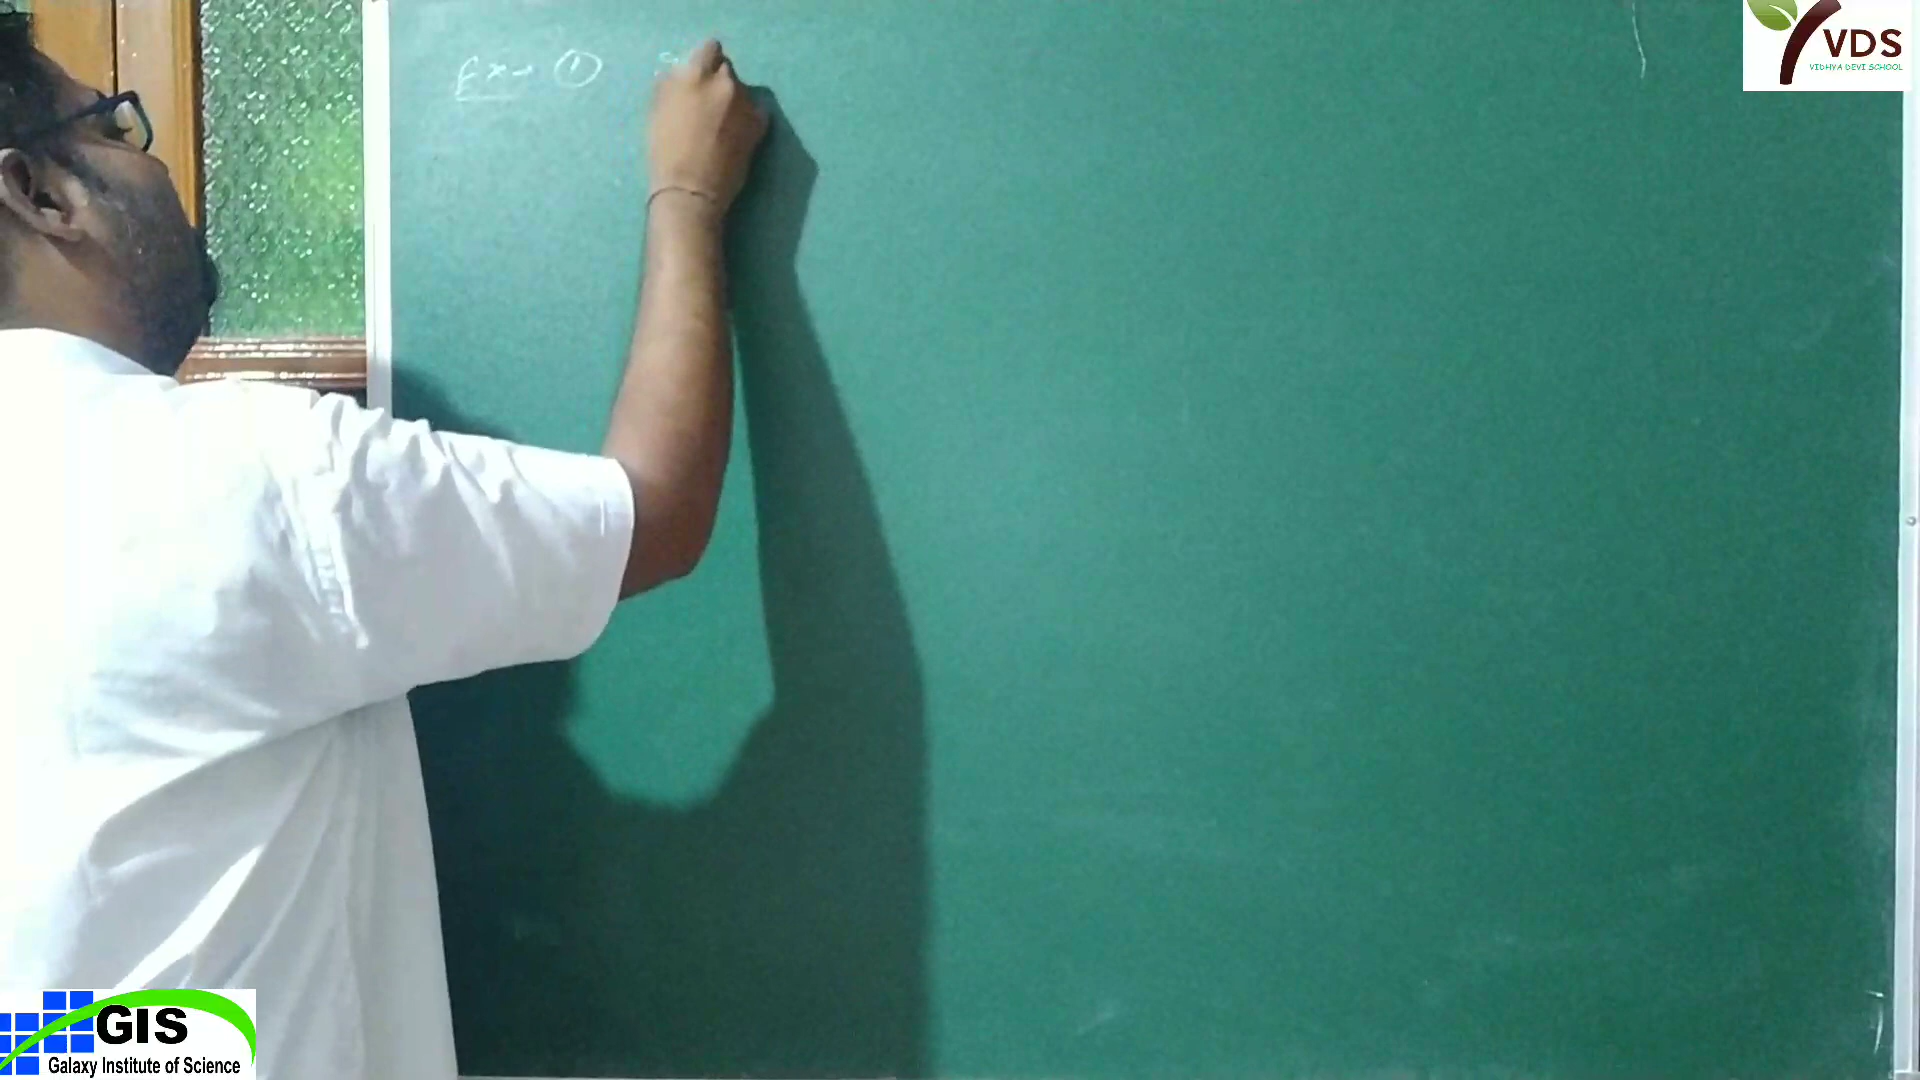 Ex → ①
VDS
VIDHYA DEVI SCHOOL
GIS
Galaxy Institute of Science